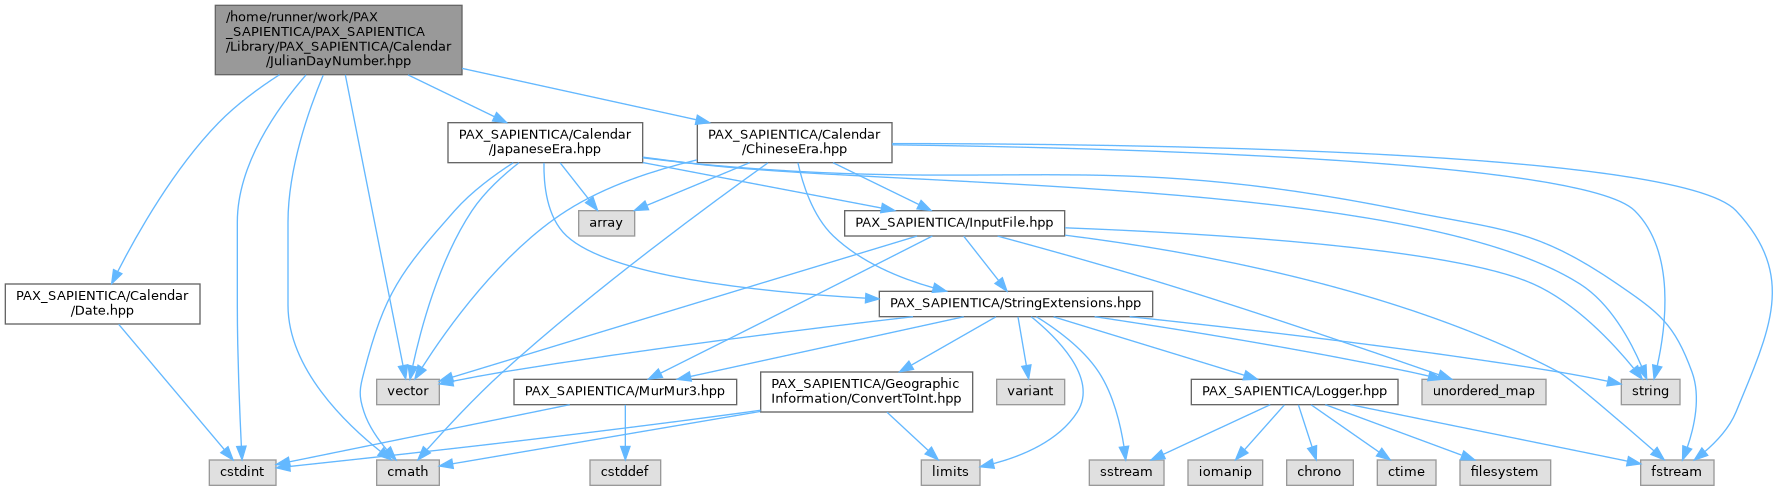 /home/runner/work/PAX
_SAPIENTICA/PAX_SAPIENTICA
/Library/PAX_SAPIENTICA/Calendar
/JulianDayNumber.hpp
PAX_SAPIENTICA/Calendar
/JapaneseEra.hpp
PAX_SAPIENTICA/Calendar
/ChineseEra.hpp
array
PAX_SAPIENTICA/InputFile.hpp
PAX_SAPIENTICA/Calendar
/Date.hpp
PAX_SAPIENTICA/StringExtensions.hpp
vector
PAX_SAPIENTICA/MurMur3.hpp
PAX_SAPIENTICA/Geographic
Information/ConvertToInt.hpp
variant
PAX_SAPIENTICA/Logger.hpp
unordered_map
string
cstdint
cmath
cstddef
limits
sstream
iomanip
chrono
ctime
filesystem
fstream